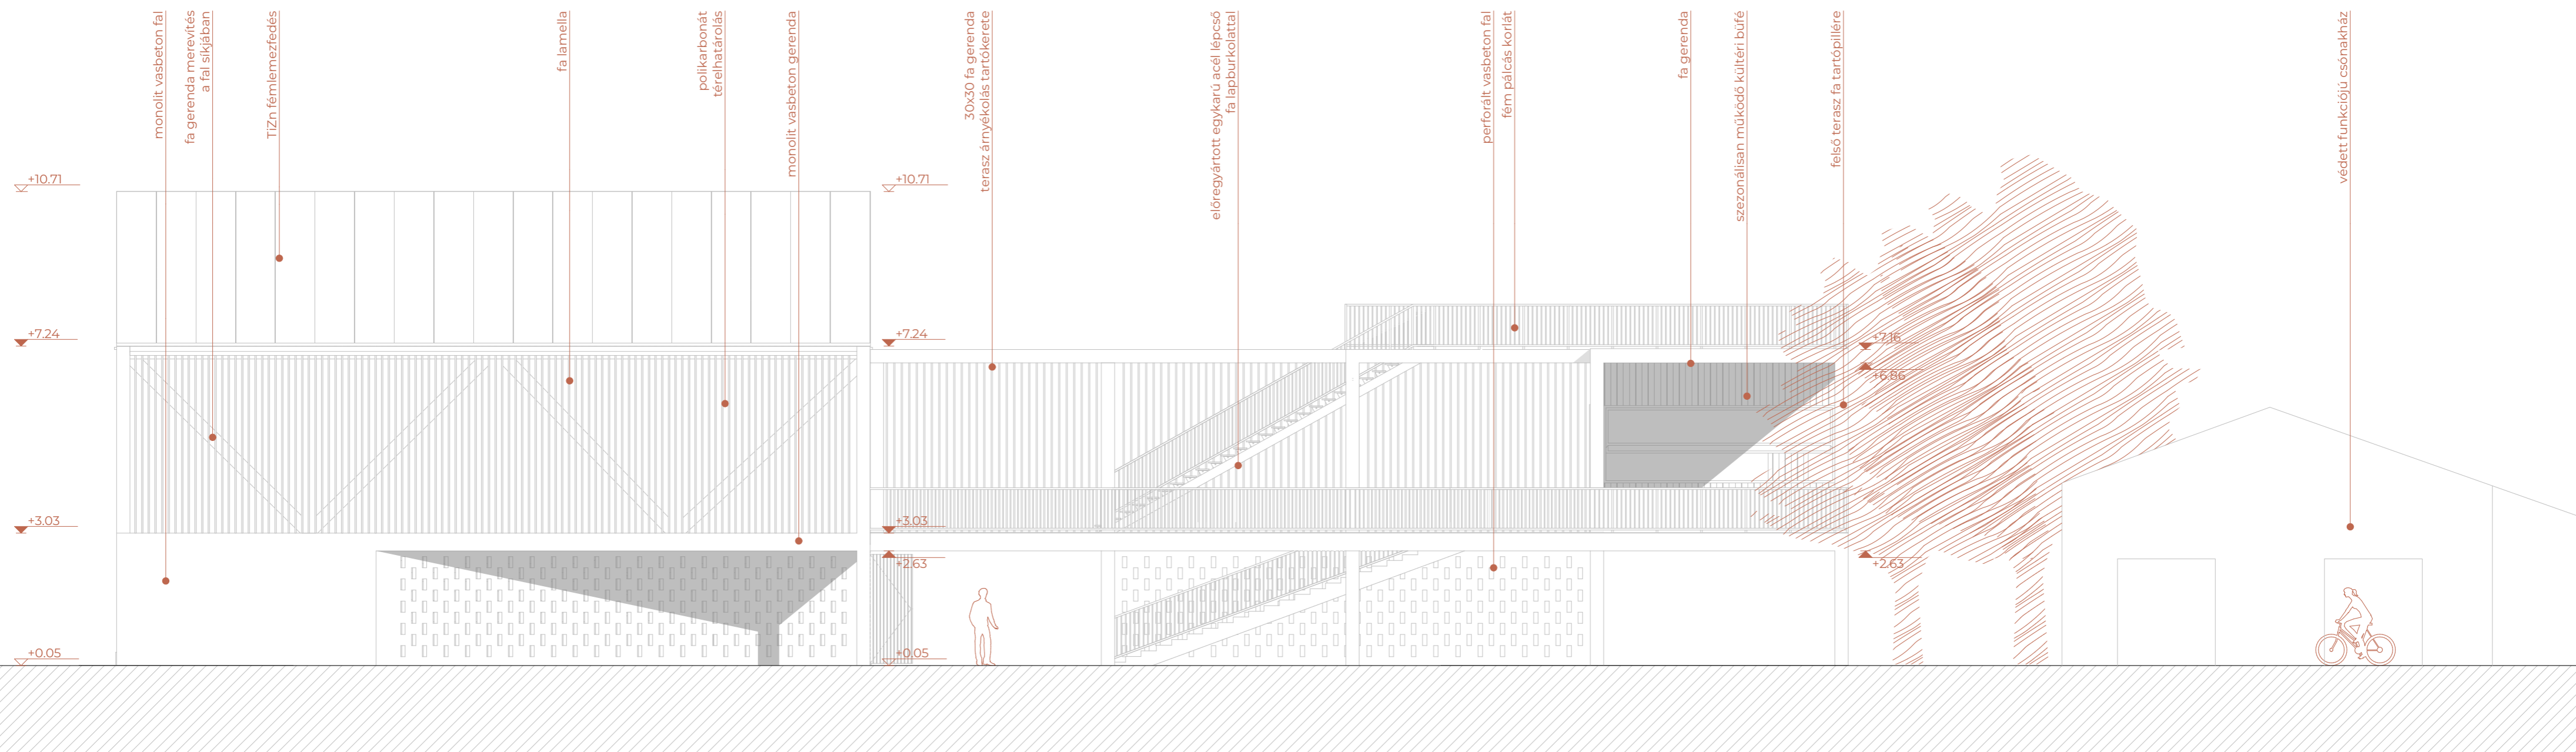 monolit vasbeton fal
fa gerenda merevítés
a fal síkjában
TiZn fémlemezfedés
fa lamella
polikarbonát
térelhatárolás
monolit vasbeton gerenda
30x30 fa gerenda
terasz árnyékolás tartókerete
előregyártott egykarú acél lépcső
fa lapburkolattal
perforált vasbeton fal
fém pálcás korlát
fa gerenda
szezonálisan működő kültéri büfé
felső terasz fa tartópillére
védett funkciójú csónakház
+10.71
+10.71
+7.24
+7.24
+7.16
+6.86
+3.03
+3.03
+2.63
+2.63
+0.05
+0.05